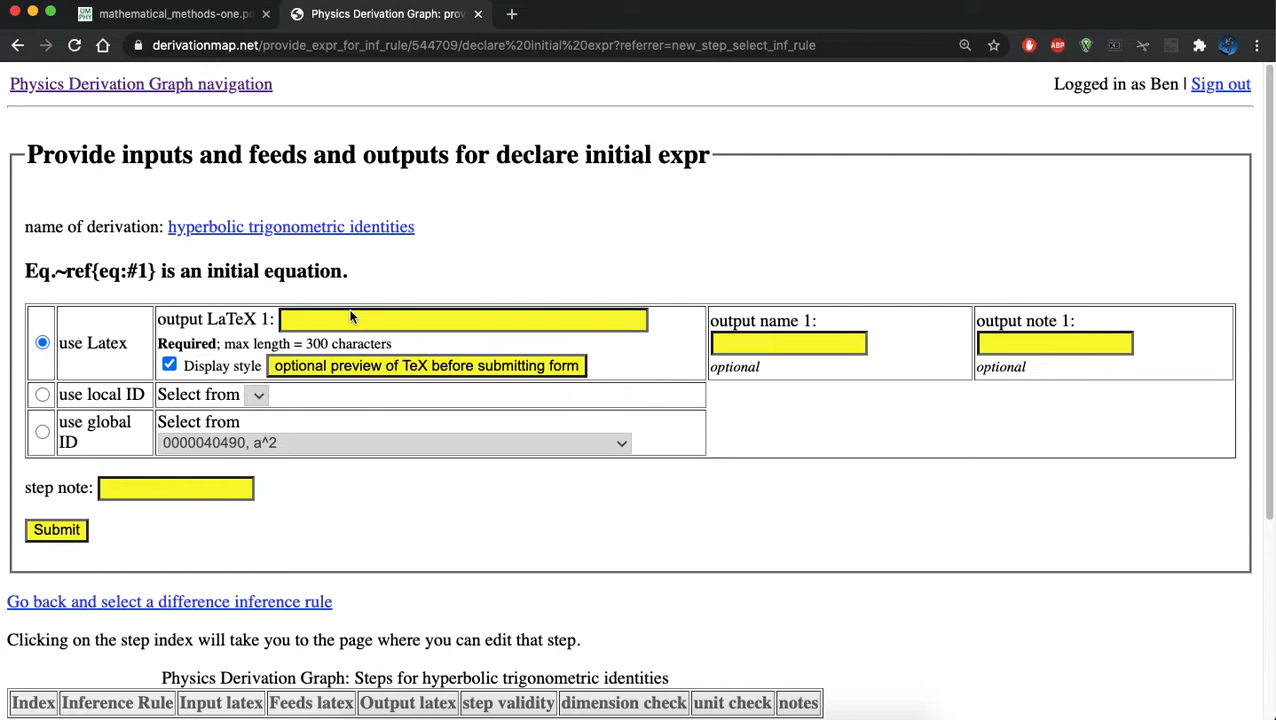 mathematical_methods-one.pd
Physics Derivation Graph: prov
derivationmap.net/provide_expr_for_inf_rule/544709/declare%20initial%20expr?referrer=new_step_select_inf_rule
ABP
Physics Derivation Graph navigation
Logged in as Ben | Sign out
Provide inputs and feeds and outputs for declare initial expr
name of derivation: hyperbolic trigonometric identities
Eq.~ref{eq:#1} is an initial equation.
use Latex
output LaTeX 1:
Required; max length = 300 characters
Display style optional preview of TeX before submitting form
output name 1:
optional
output note 1:
optional
use local ID Select from
use global ID
Select from
0000040490, a^2
step note:
Submit
Go back and select a difference inference rule
Clicking on the step index will take you to the page where you can edit that step.
Physics Derivation Graph: Steps for hyperbolic trigonometric identities
Index Inference Rule Input latex Feeds latex Output latex step validity dimension check unit check notes